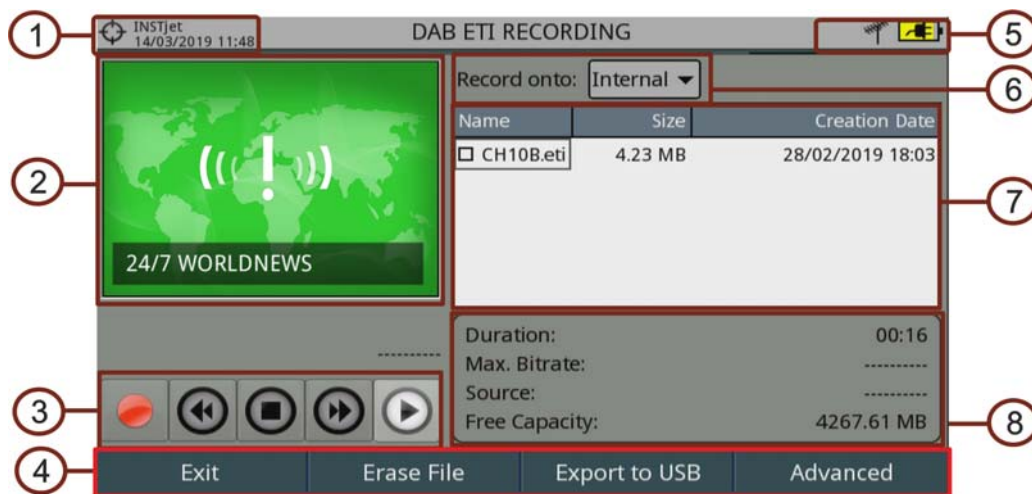 1
INSTjet
14/03/2019 11:48
DAB ETI RECORDING
5
Record onto: Internal
6
Name Size Creation Date
CH10B.eti 4.23 MB 28/02/2019 18:03
7
2
24/7 WORLDNEWS
----------
3
Duration: 00:16
Max. Bitrate: ----------
Source: ----------
Free Capacity: 4267.61 MB
8
4
Exit Erase File Export to USB Advanced